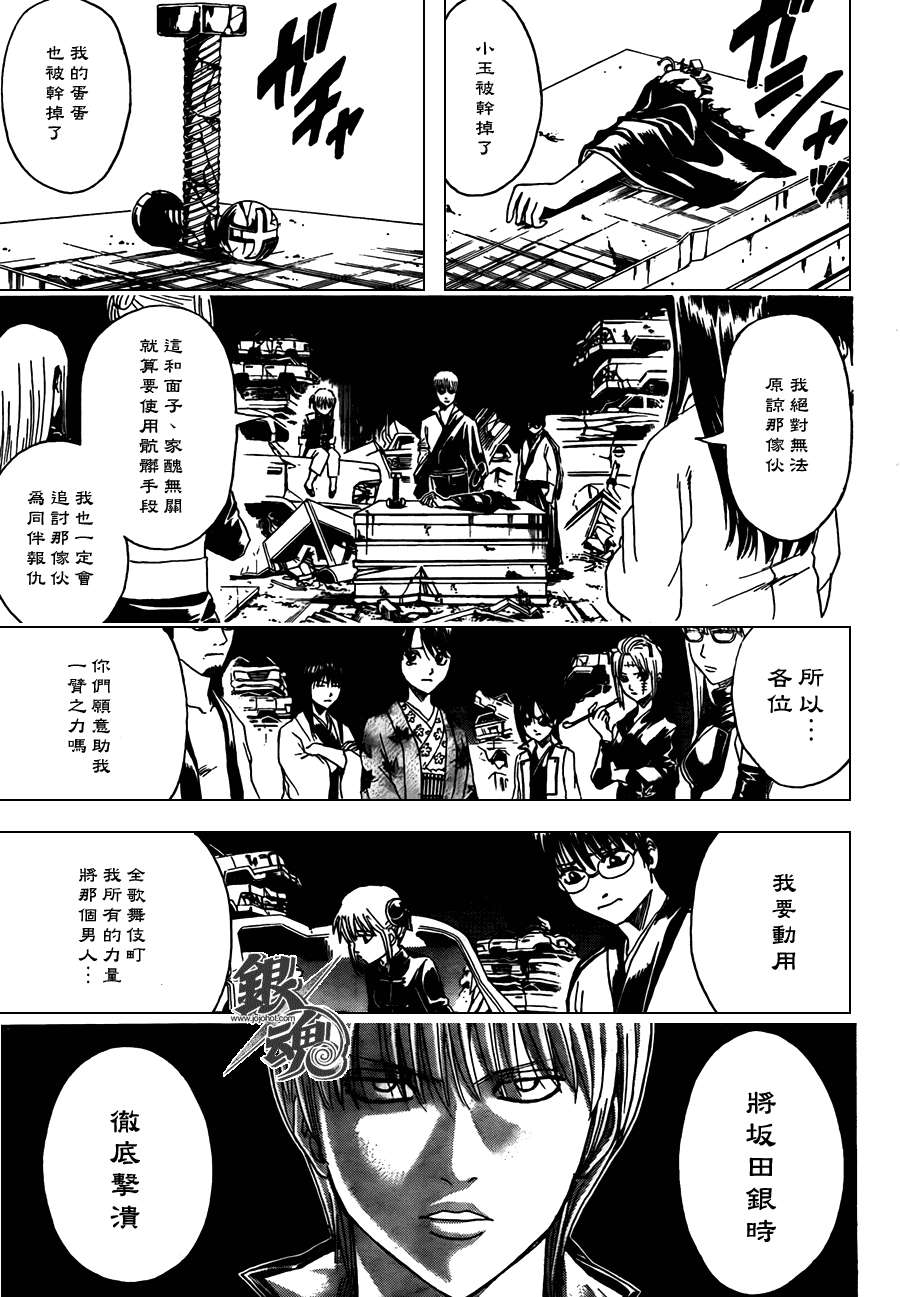 小玉被幹掉了
ガチャッ
我的蛋蛋
也被幹掉了
ガチャ
我絕對無法
原諒那傢伙
這和面子、家醜無關
就算要使用骯髒手段
我也一定會
追討那傢伙
為同伴報仇
所以…
各位
你們願意助我
一臂之力嗎
我要動用
全歌舞伎町
我所有的力量
將那個男人…
銀魂
www.jojohot.com
將坂田銀時
徹底擊潰